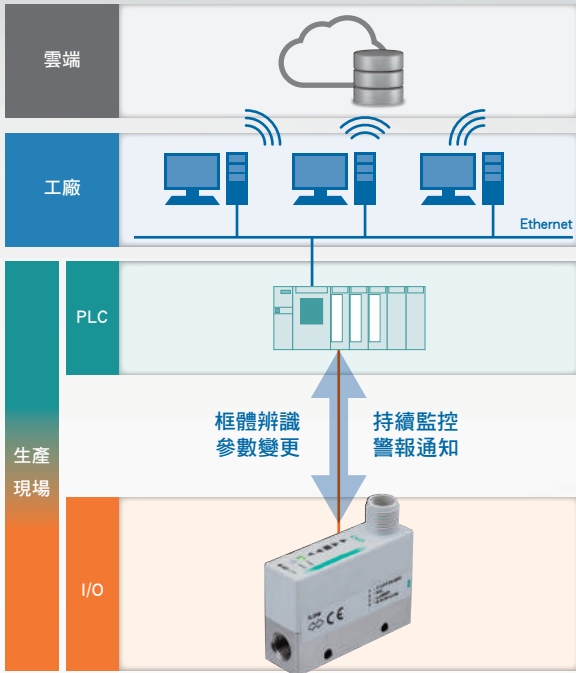 雲端
工廠
Ethernet
PLC
框體辨識
參數變更
持續監控
警報通知
生產
現場
I/O
CE